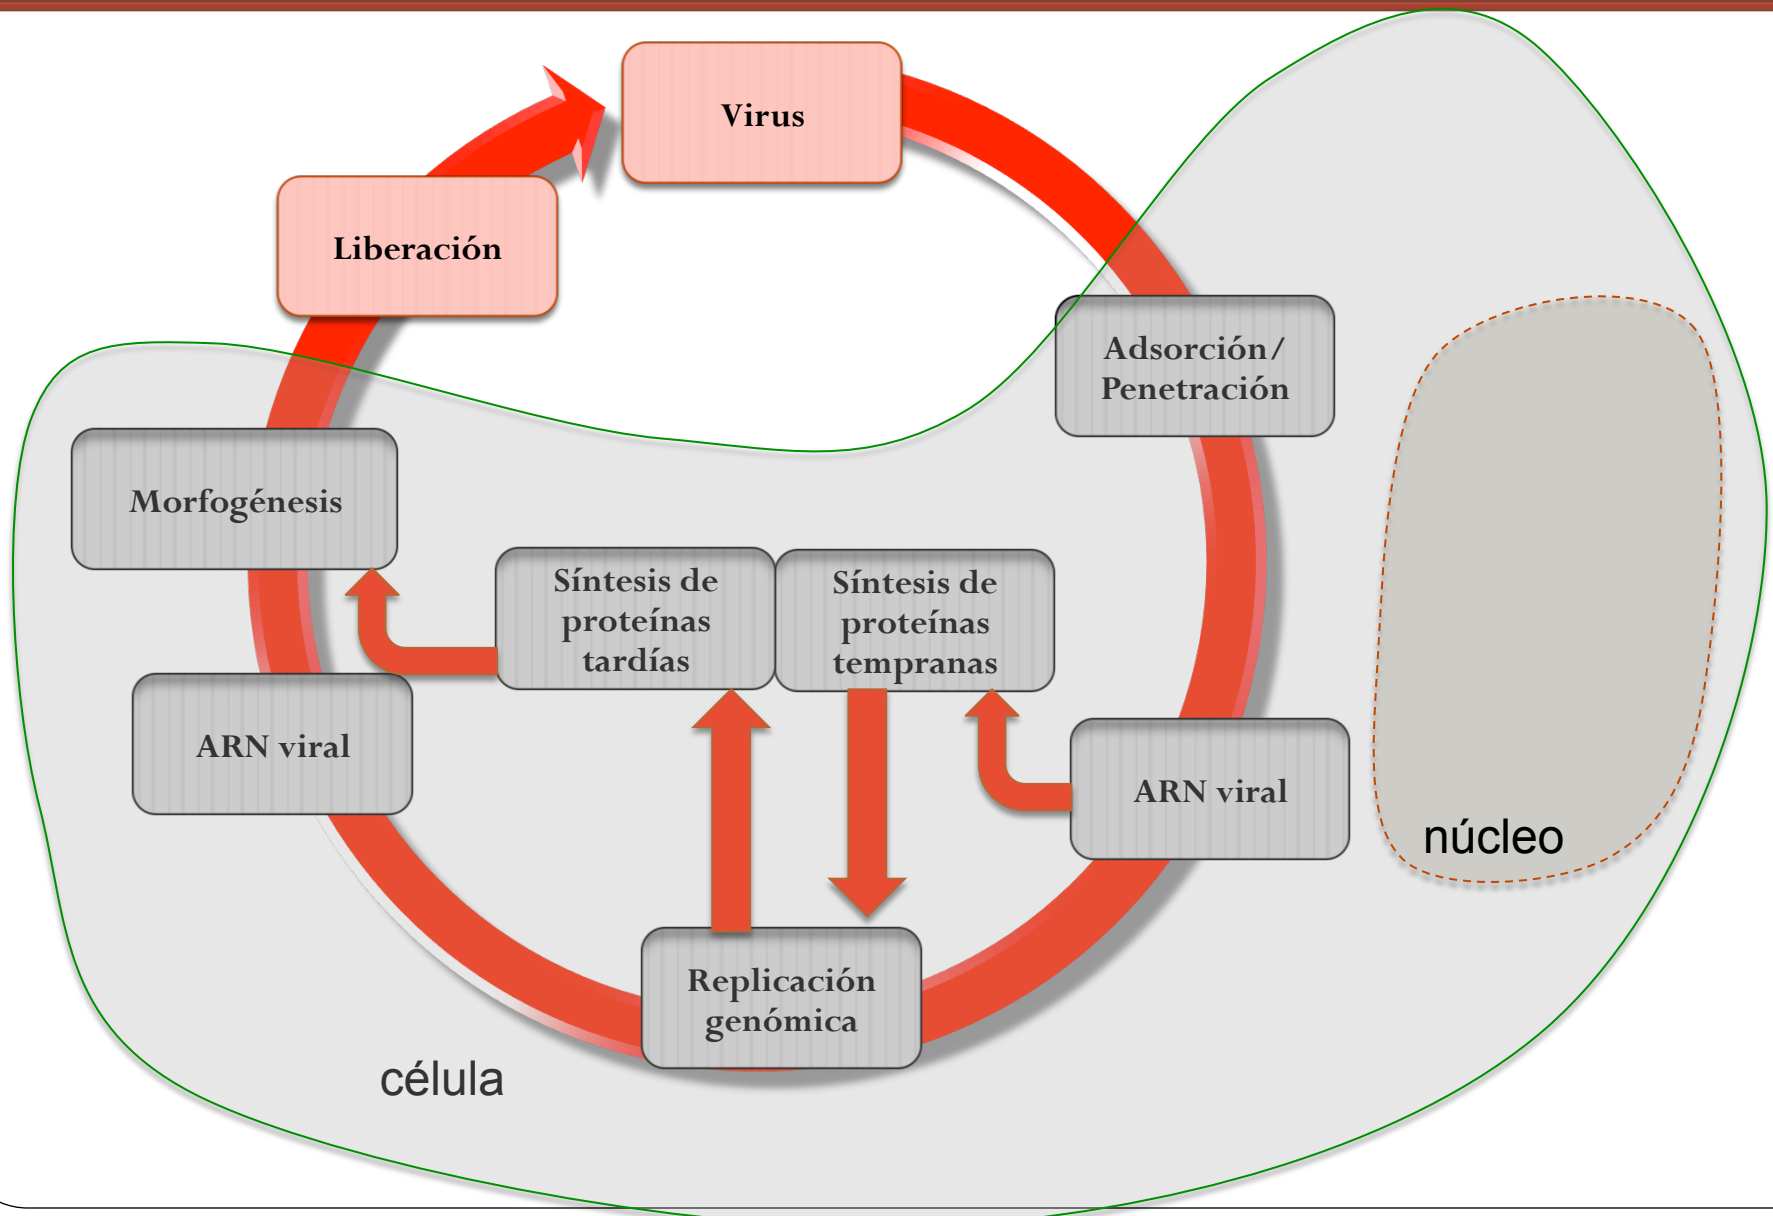 Virus
Liberación
Adsorción/
Penetración
Morfogénesis
Síntesis de
proteínas
tardías
Síntesis de
proteínas
tempranas
ARN viral
ARN viral
núcleo
Replicación
genómica
célula